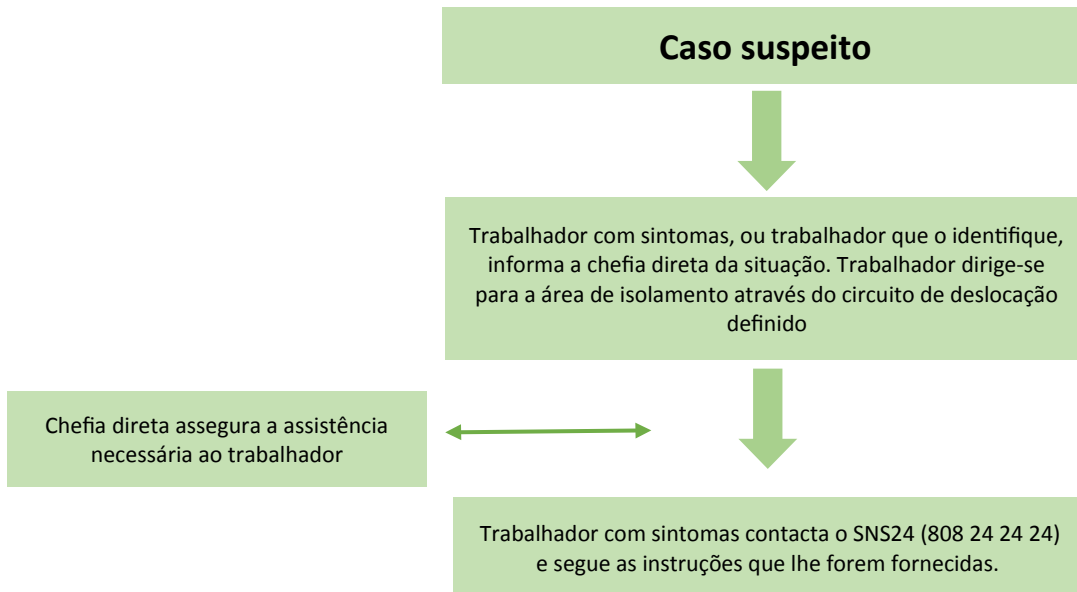 Caso suspeito
Trabalhador com sintomas, ou trabalhador que o identifique,
informa a chefia direta da situação. Trabalhador dirige-se
para a área de isolamento através do circuito de deslocação
definido
Chefia direta assegura a assistência
necessária ao trabalhador
Trabalhador com sintomas contacta o SNS24 (808 24 24 24)
e segue as instruções que lhe forem fornecidas.